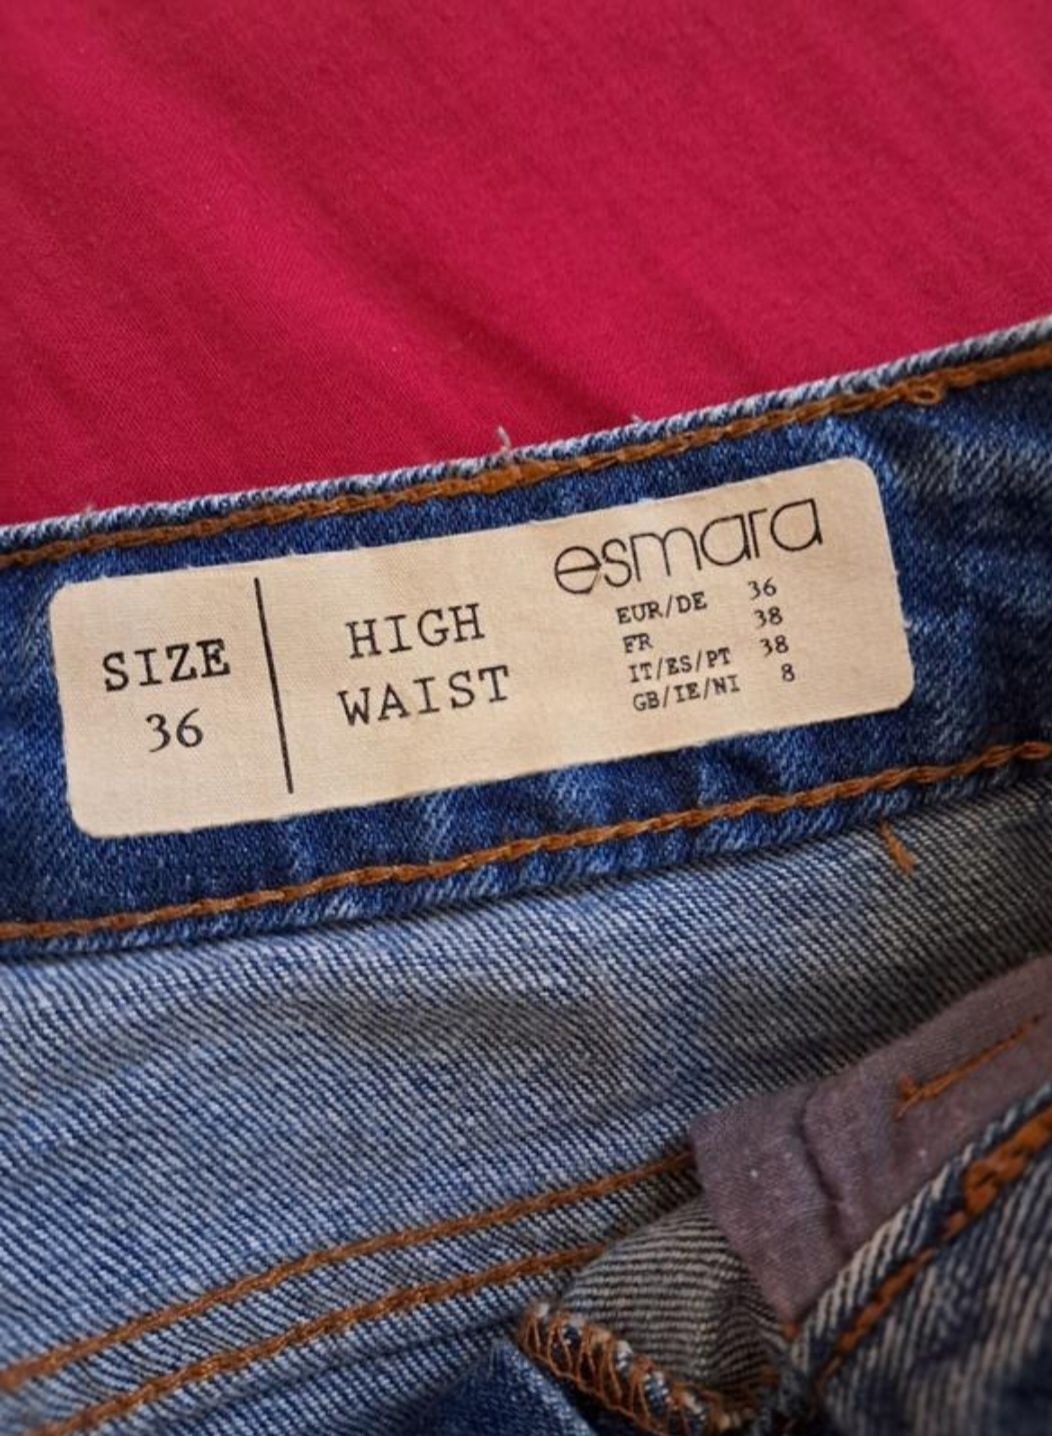 SIZE
36
HIGH
WAIST
esmara
EUR/DE 36
FR 38
IT/ES/PT 38
GB/IE/NI 8